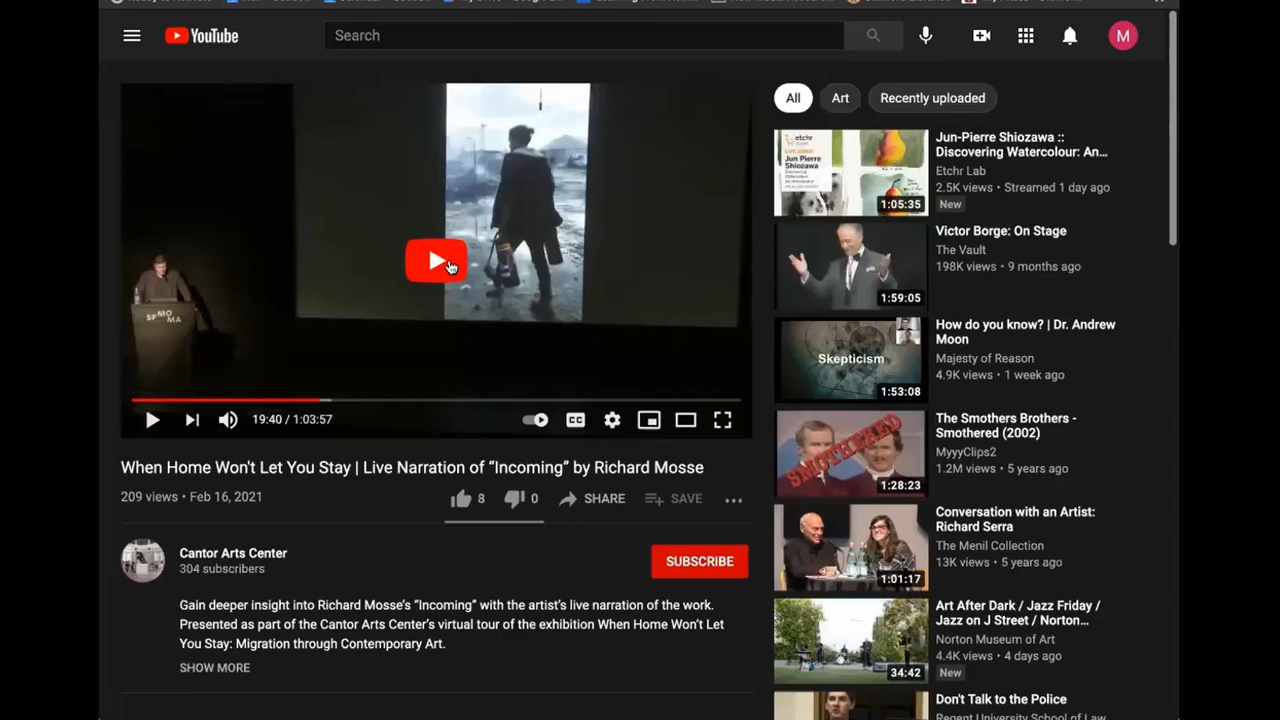 YouTube
Search
M
SFMO
MA
19:40 / 1:03:57
CC
When Home Won't Let You Stay | Live Narration of “Incoming” by Richard Mosse
209 views • Feb 16, 2021
8
0
SHARE
SAVE
Cantor Arts Center
304 subscribers
SUBSCRIBE
Gain deeper insight into Richard Mosse's “Incoming” with the artist's live narration of the work.
Presented as part of the Cantor Arts Center's virtual tour of the exhibition When Home Won't Let
You Stay: Migration through Contemporary Art.
SHOW MORE
All
Art
Recently uploaded
etchr
Jun Pierre
Shiozawa
1:05:35
Jun-Pierre Shiozawa ::
Discovering Watercolour: An...
Etchr Lab
2.5K views • Streamed 1 day ago
New
1:59:05
Victor Borge: On Stage
The Vault
198K views • 9 months ago
Skepticism
1:53:08
How do you know? | Dr. Andrew
Moon
Majesty of Reason
4.9K views • 1 week ago
SMOTHERED
1:28:23
The Smothers Brothers -
Smothered (2002)
MyyyClips2
1.2M views • 5 years ago
1:01:17
Conversation with an Artist:
Richard Serra
The Menil Collection
13K views • 5 years ago
34:42
Art After Dark / Jazz Friday /
Jazz on J Street / Norton...
Norton Museum of Art
4.4K views • 4 days ago
New
Don't Talk to the Police
Regent University School of Law